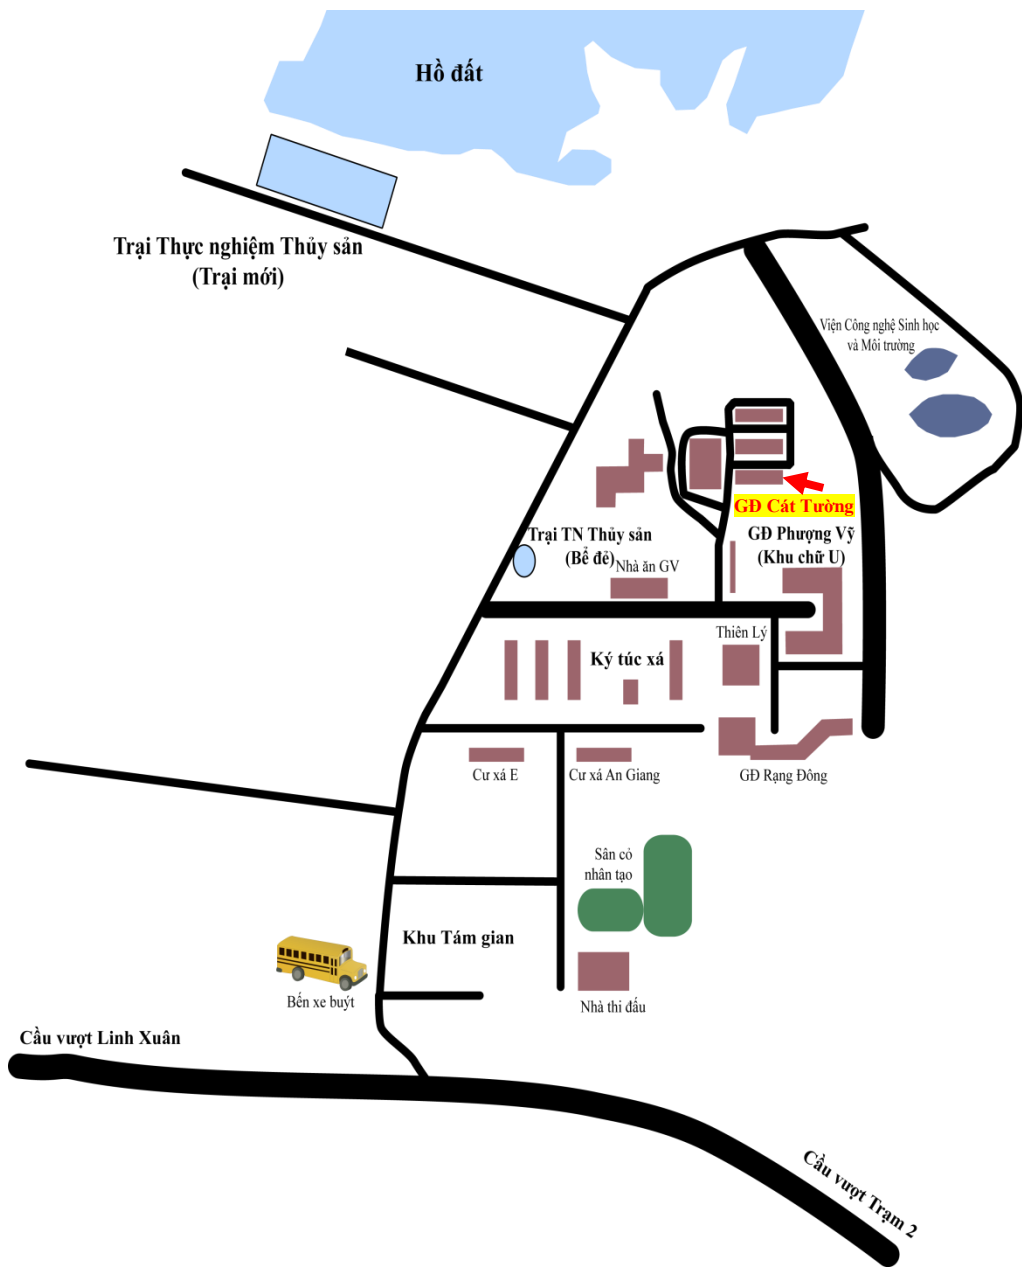 Hồ đất
Trại Thực nghiệm Thủy sản
(Trại mới)
Viện Công nghệ Sinh học
và Môi trường
GĐ Cát Tường
Trại TN Thủy sản
(Bể đẻ)
GĐ Phượng Vỹ
(Khu chữ U)
Nhà ăn GV
Thiên Lý
Ký túc xá
Cư xá E
Cư xá An Giang
GĐ Rạng Đông
Sân cỏ
nhân tạo
Khu Tám gian
Bến xe buýt
Nhà thi đấu
Cầu vượt Linh Xuân
Cầu vượt Trạm 2